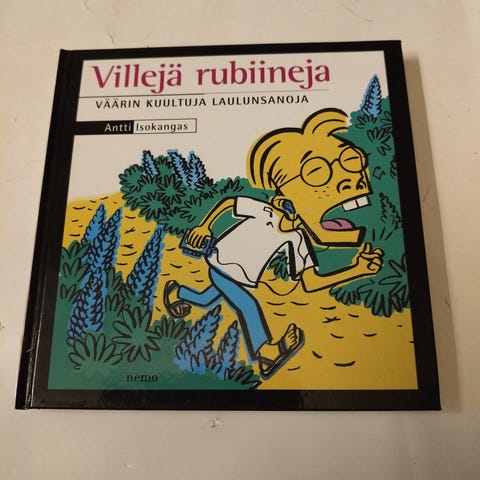 Villejä rubiineja
VÄÄRIN KUULTUJA LAULUNSANOJA
Antti Isokangas
nemo